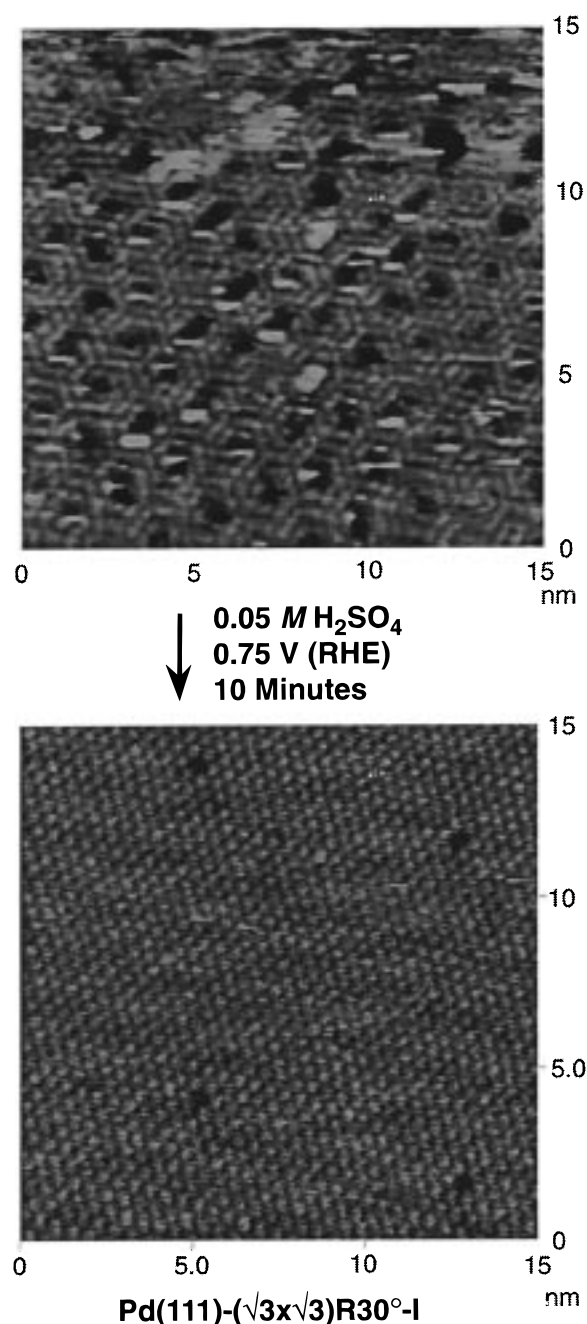 15
10
5
0
0 5 10 15
nm
0.05 M H₂SO₄
0.75 V (RHE)
10 Minutes
15
10
5.0
0
0 5.0 10 15
nm
Pd(111)-(√3x√3)R30°-I